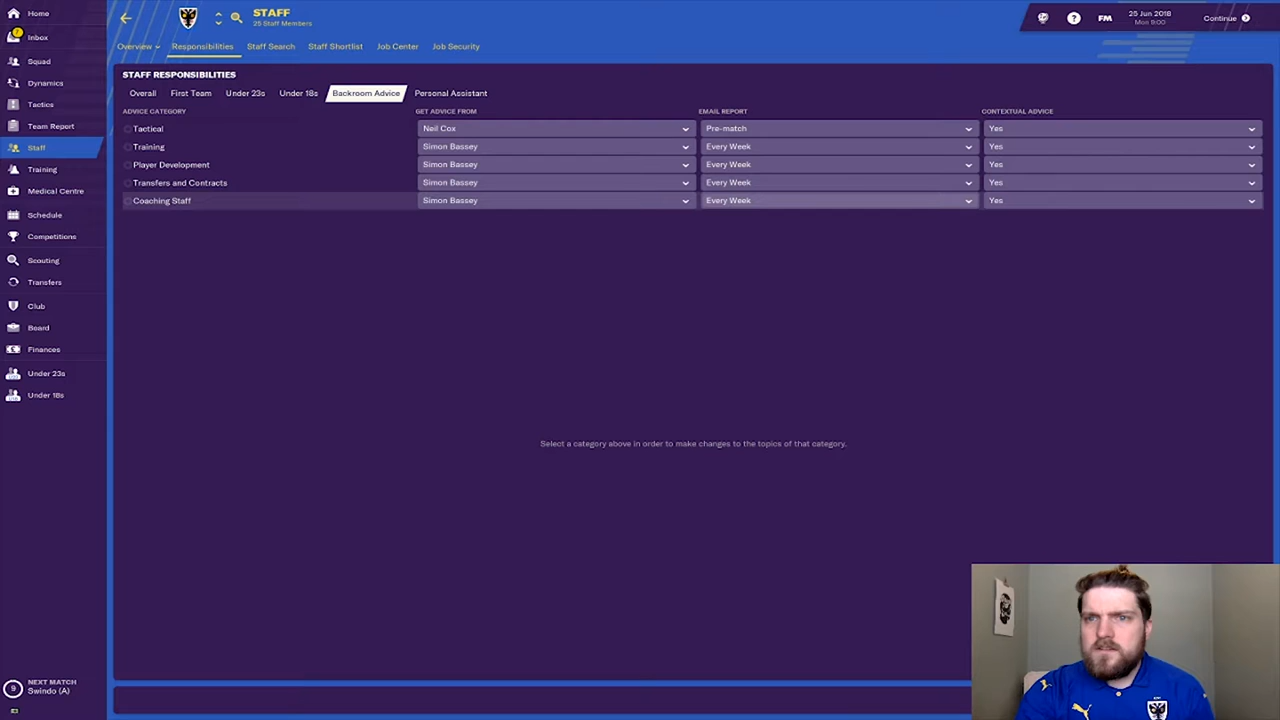 Home
STAFF
25 Staff Members
25 Jun 2018
Mon 9:00
FM
Continue
Inbox
Squad
Dynamics
Tactics
Team Report
Staff
Training
Medical Centre
Schedule
Competitions
Scouting
Transfers
Club
Board
Finances
Under 23s
Under 18s
NEXT MATCH
9
Swindo (A)
Overview
Responsibilities
Staff Search
Staff Shortlist
Job Center
Job Security
STAFF RESPONSIBILITIES
Overall
First Team
Under 23s
Under 18s
Backroom Advice
Personal Assistant
ADVICE CATEGORY
GET ADVICE FROM
EMAIL REPORT
CONTEXTUAL ADVICE
Tactical
Neil Cox
Pre-match
Yes
Training
Simon Bassey
Every Week
Yes
Player Development
Simon Bassey
Every Week
Yes
Transfers and Contracts
Simon Bassey
Every Week
Yes
Coaching Staff
Simon Bassey
Every Week
Yes
Select a category above in order to make changes to the topics of that category.